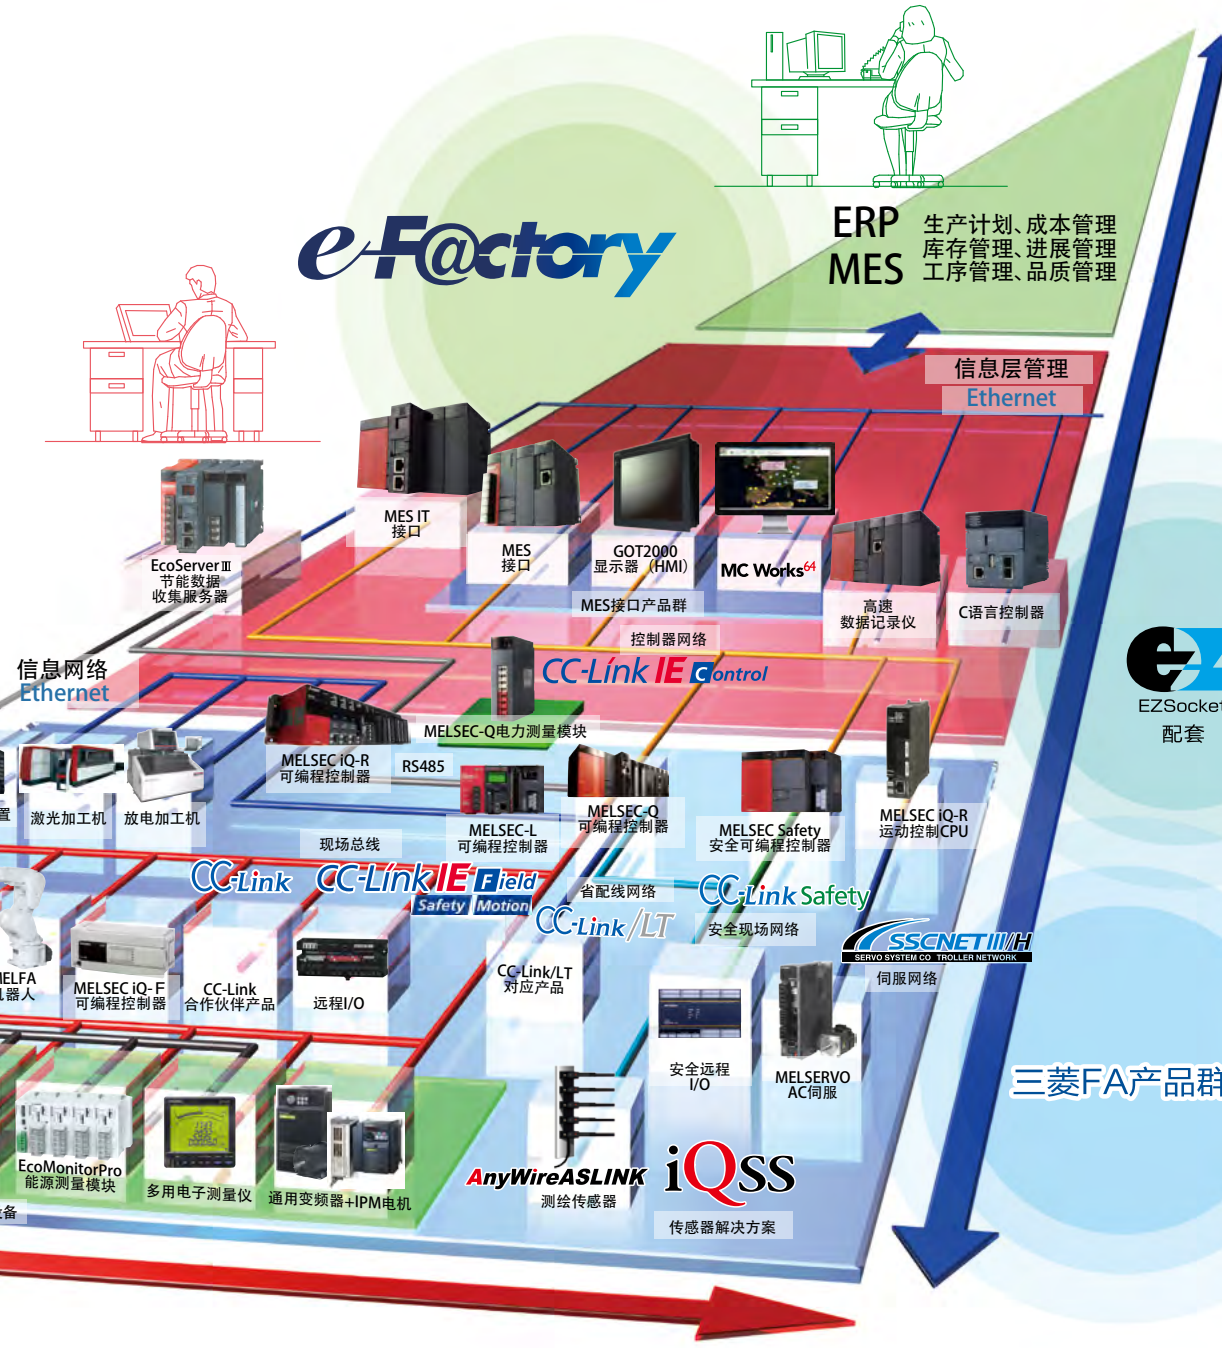 e-F@ctory
ERP
MES
生产计划、成本管理
库存管理、进展管理
工序管理、品质管理
信息层管理
Ethernet
MES IT
接口
MES
接口
GOT2000
显示器（HMI）
MC Works64
EcoServerⅢ
节能数据
收集服务器
MES接口产品群
高速
数据记录仪
C语言控制器
控制器网络
CC-Link IE Control
信息网络
Ethernet
EZSocket
配套
MELSEC-Q电力测量模块
MELSEC iQ-R
可编程控制器
RS485
MELSEC-L
可编程控制器
MELSEC-Q
可编程控制器
MELSEC Safety
安全可编程控制器
MELSEC iQ-R
运动控制CPU
置
激光加工机
放电加工机
现场总线
CC-Link
CC-Link IE Field
Safety Motion
省配线网络
CC-Link/LT
CC-Link Safety
安全现场网络
SSCNETⅢ/H
SERVO SYSTEM CO TROLLER NETWORK
伺服网络
MELFA
机器人
MELSEC iQ-F
可编程控制器
CC-Link
合作伙伴产品
远程I/O
CC-Link/LT
对应产品
安全远程
I/O
MELSERVO
AC伺服
三菱FA产品群
EcoMonitorPro
能源测量模块
多用电子测量仪
通用变频器+IPM电机
设备
AnyWireASLINK
测绘传感器
iQSS
传感器解决方案